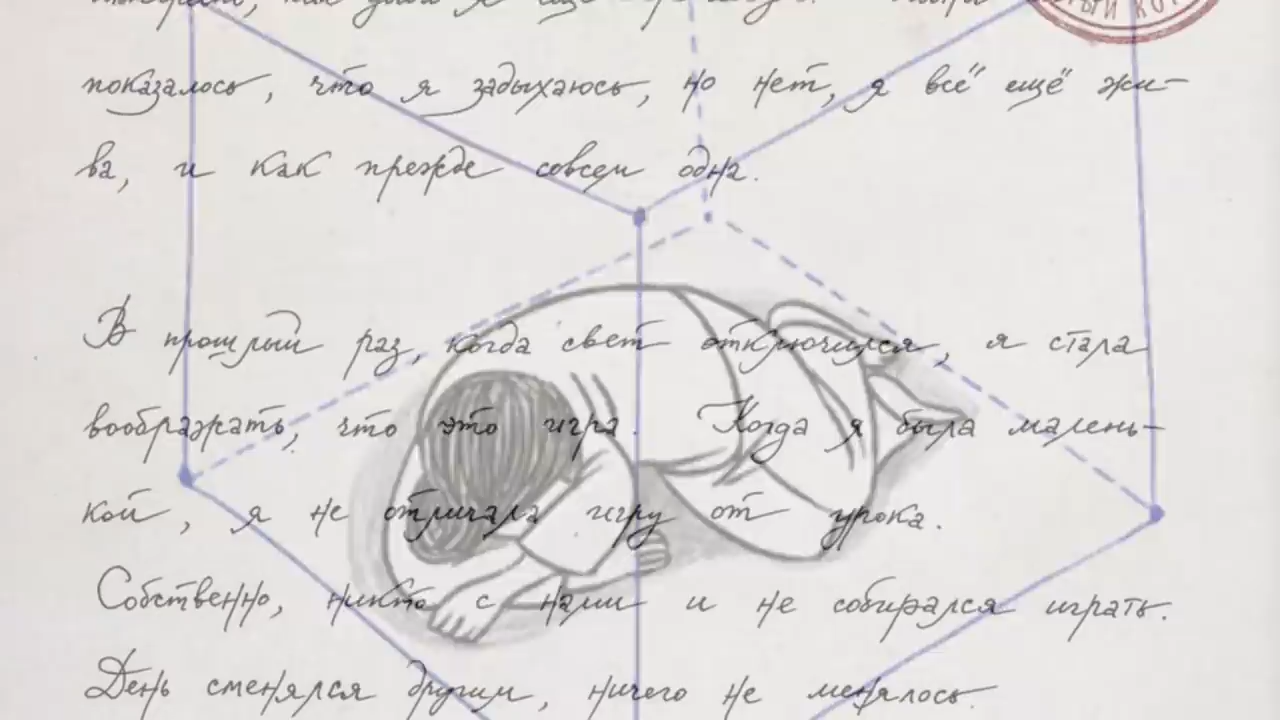 показалось, что я задыхаюсь, но нет, я всё ещё жи-
ва, и как прежде совсем одна.
В прошлый раз, когда свет отключился, я стала
воображать, что это игра. Когда я была малень-
кой, я не отличала игру от урока.
Собственно, никто с нами и не собирался играть.
День сменялся другим, ничего не менялось.